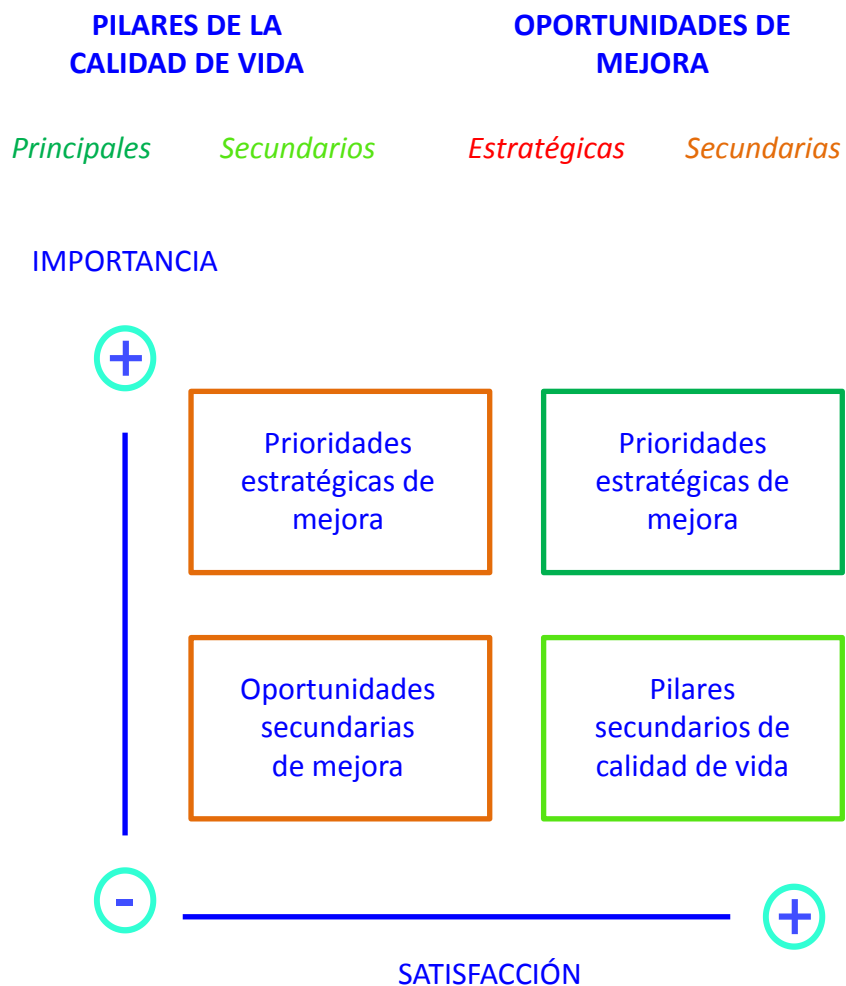 PILARES DE LA
CALIDAD DE VIDA
OPORTUNIDADES DE
MEJORA
Principales
Secundarios
Estratégicas
Secundarias
IMPORTANCIA
+
Prioridades
estratégicas de
mejora
Prioridades
estratégicas de
mejora
Oportunidades
secundarias
de mejora
Pilares
secundarios de
calidad de vida
-
+
SATISFACCIÓN